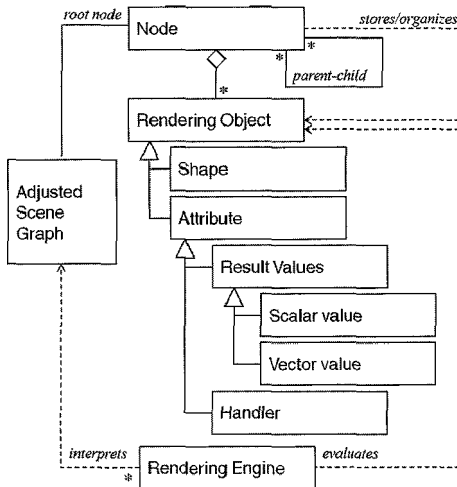 root node
Node
stores/organizes
*
*
parent-child
*
Rendering Object
Shape
Adjusted
Scene
Graph
Attribute
Result Values
Scalar value
Vector value
Handler
interprets
*
Rendering Engine
evaluates